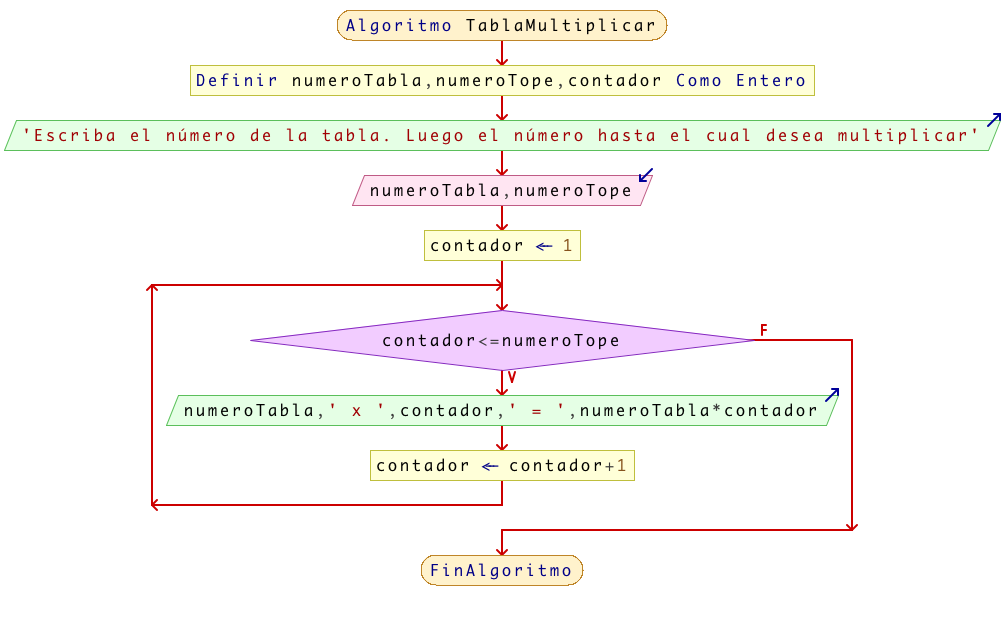 Algoritmo TablaMultiplicar
Definir numeroTabla,numeroTope,contador Como Entero
'Escriba el número de la tabla. Luego el número hasta el cual desea multiplicar'
numeroTabla,numeroTope
contador ← 1
contador<=numeroTope
F
V
numeroTabla,' x ',contador,' = ',numeroTabla*contador
contador ← contador+1
FinAlgoritmo